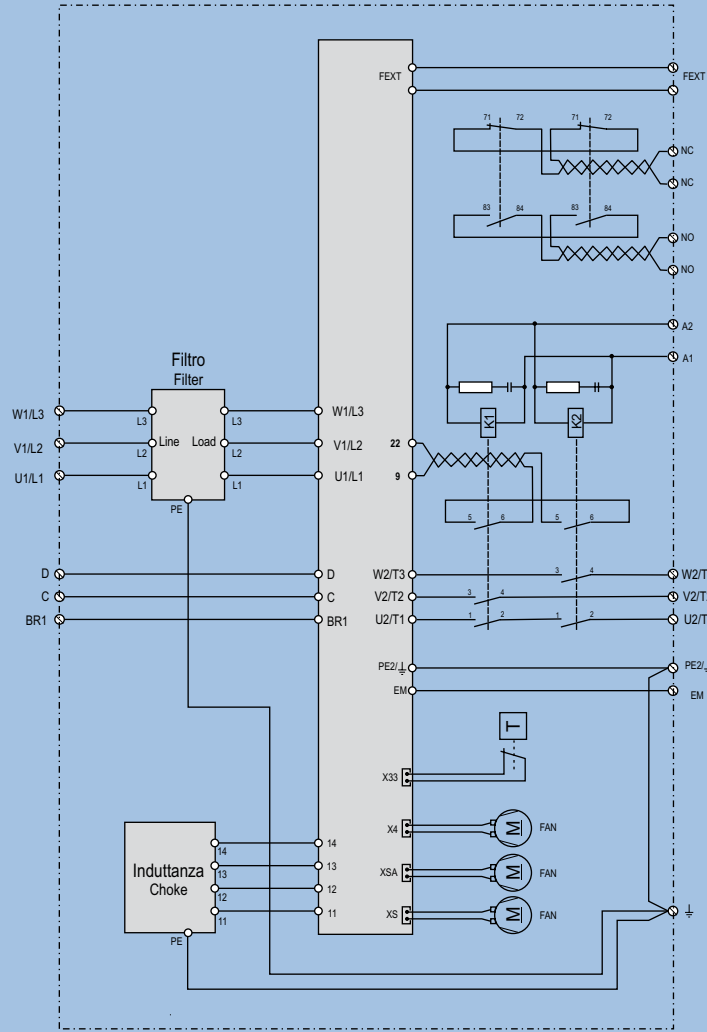 FEXT
FEXT
71 72 71 72
NC
NC
83 84 83 84
NO
NO
A2
A1
Filtro
Filter
W1/L3 L3 L3 W1/L3
V1/L2 Line Load V1/L2
L2 L2
U1/L1 U1/L1
L1 L1
PE
K1 K2
22
9
5 6 5 6
D D
C C
BR1 BR1
W2/T3 3 4 W2/T
V2/T2 3 4 V2/T
U2/T1 1 2 1 2 U2/T
PE2/ PE2/
EM EM
T
X33
X4 M FAN
XSA M FAN
XS M FAN
Induttanza
Choke
14 14
13 13
12 12
11 11
PE